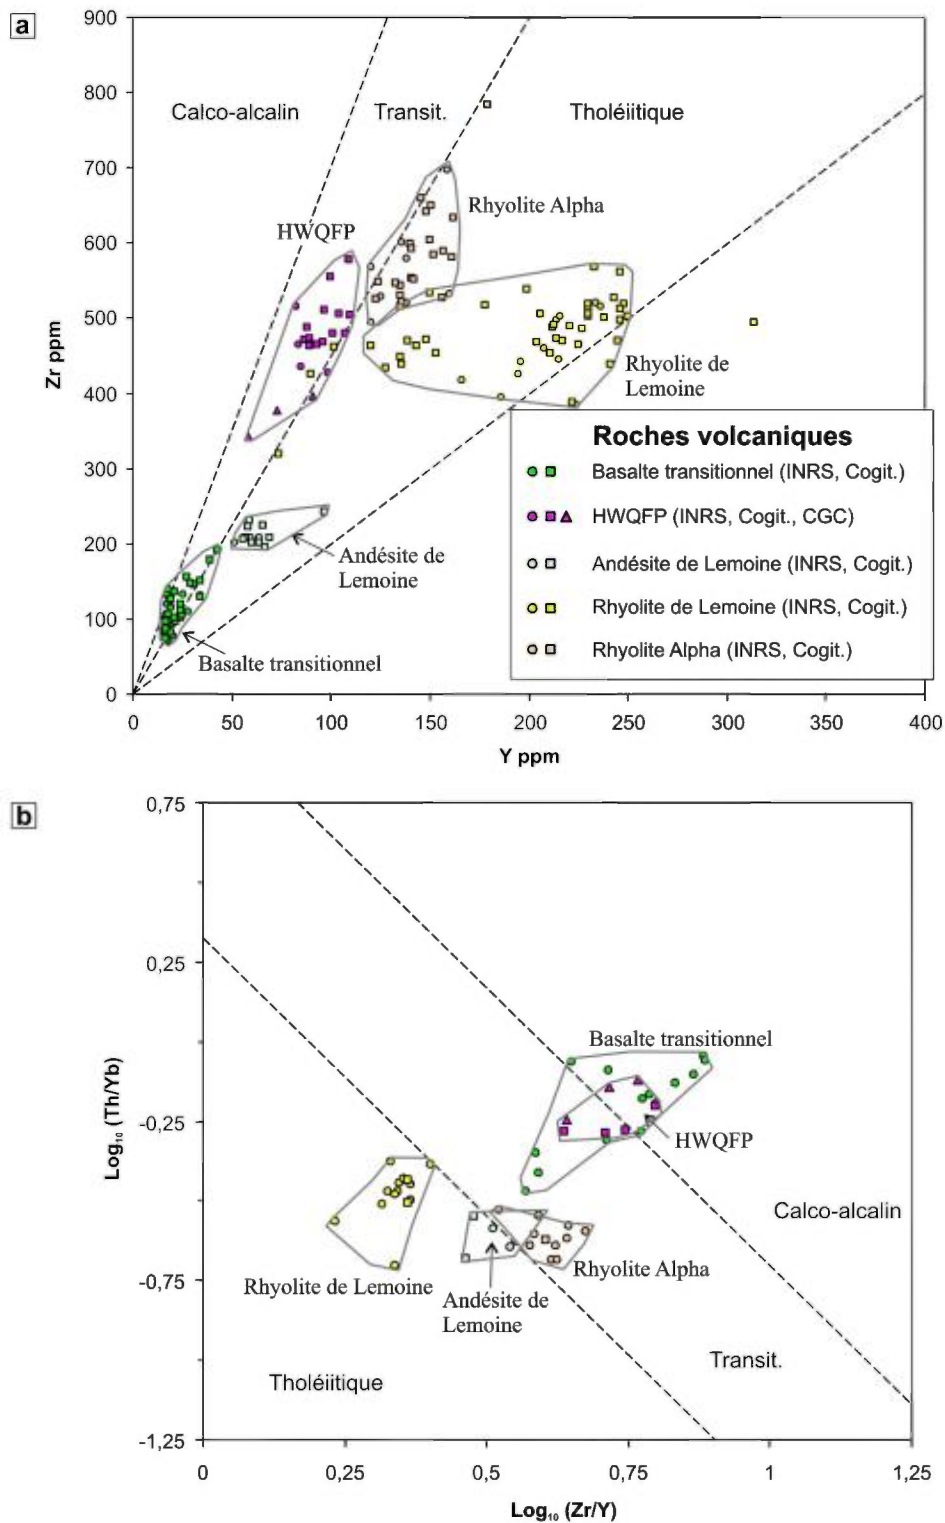 a
900
800
700
600
500
400
300
200
100
0
Zr ppm
Calco-alcalin
Transit.
Tholéiitique
HWQFP
Rhyolite Alpha
Rhyolite de
Lemoine
Andésite de
Lemoine
Basalte transitionnel
Roches volcaniques
Basalte transitionnel (INRS, Cogit.)
HWQFP (INRS, Cogit., CGC)
Andésite de Lemoine (INRS, Cogit.)
Rhyolite de Lemoine (INRS, Cogit.)
Rhyolite Alpha (INRS, Cogit.)
0 50 100 150 200 250 300 350 400
Y ppm
b
0,75
0,25
-0,25
-0,75
-1,25
Log₁₀ (Th/Yb)
Basalte transitionnel
HWQFP
Calco-alcalin
Rhyolite de Lemoine
Andésite de
Lemoine
Rhyolite Alpha
Transit.
Tholéiitique
0 0,25 0,5 0,75 1 1,25
Log₁₀ (Zr/Y)